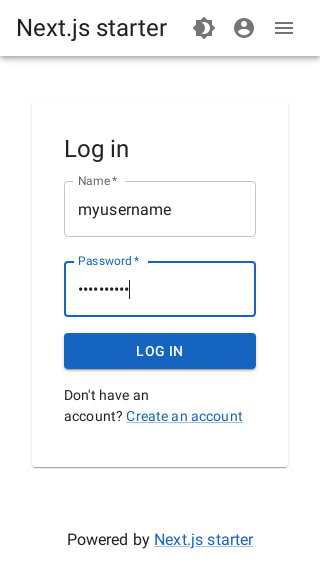 Next.js starter
Log in
Name *
myusername
Password *
••••••••••
LOG IN
Don't have an
account? Create an account
Powered by Next.js starter